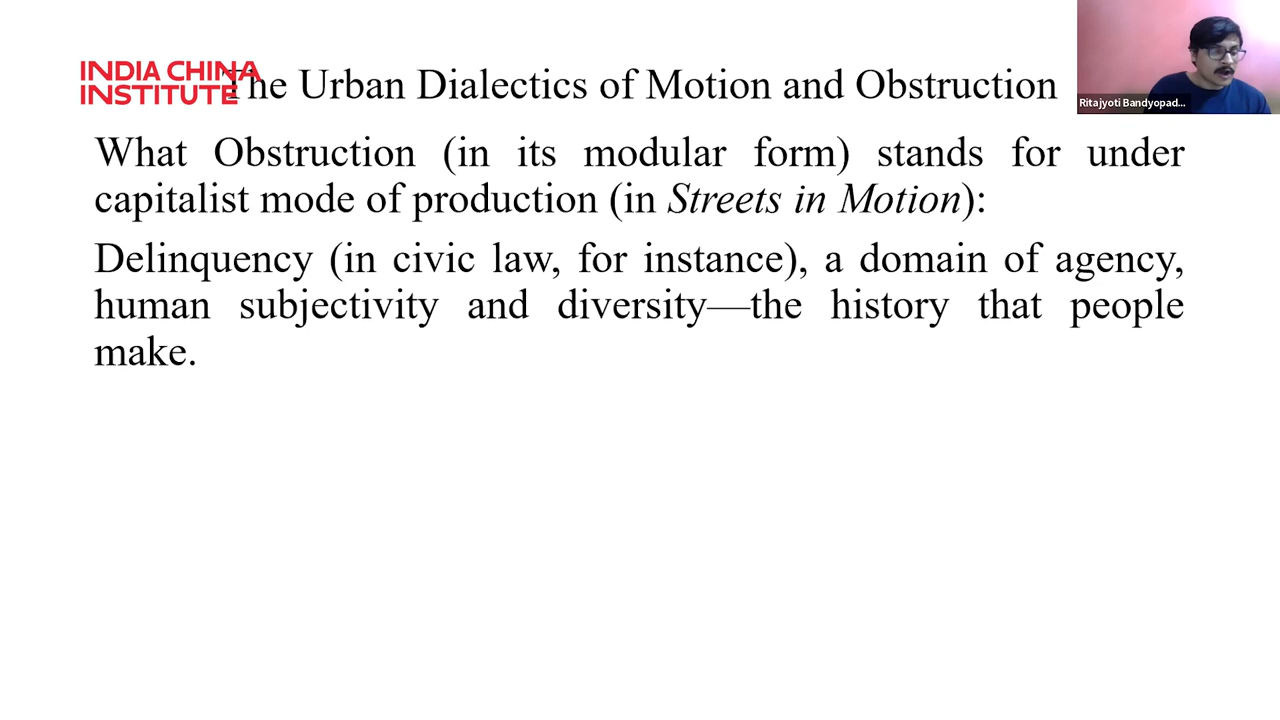 INDIA CHINA
INSTITUTE
The Urban Dialectics of Motion and Obstruction
Ritajyoti Bandyopad...
What Obstruction (in its modular form) stands for under
capitalist mode of production (in Streets in Motion):
Delinquency (in civic law, for instance), a domain of agency,
human subjectivity and diversity—the history that people
make.